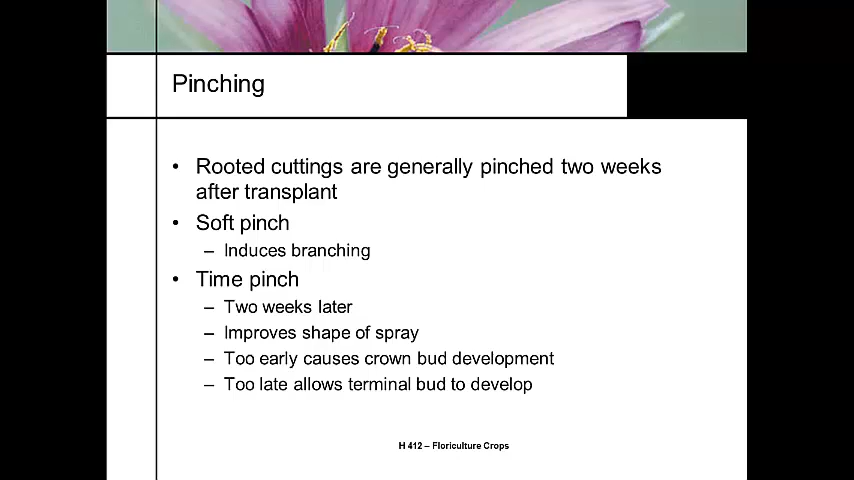 Pinching
• Rooted cuttings are generally pinched two weeks
after transplant
• Soft pinch
– Induces branching
• Time pinch
– Two weeks later
– Improves shape of spray
– Too early causes crown bud development
– Too late allows terminal bud to develop
H 412 – Floriculture Crops